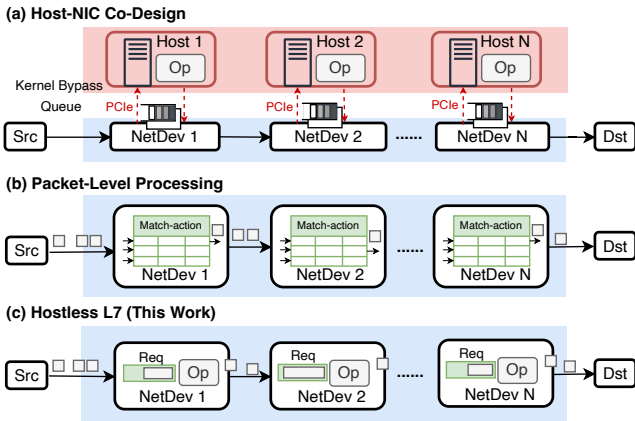 (a) Host-NIC Co-Design
Host 1 Host 2 Host N
Op Op Op
Kernel Bypass
Queue PCIe PCIe PCIe
Src NetDev 1 NetDev 2 ...... NetDev N Dst
(b) Packet-Level Processing
Match-action Match-action Match-action
Src ...... Dst
NetDev 1 NetDev 2 NetDev N
(c) Hostless L7 (This Work)
Req Req Req
Src Op Op ...... Op Dst
NetDev 1 NetDev 2 NetDev N